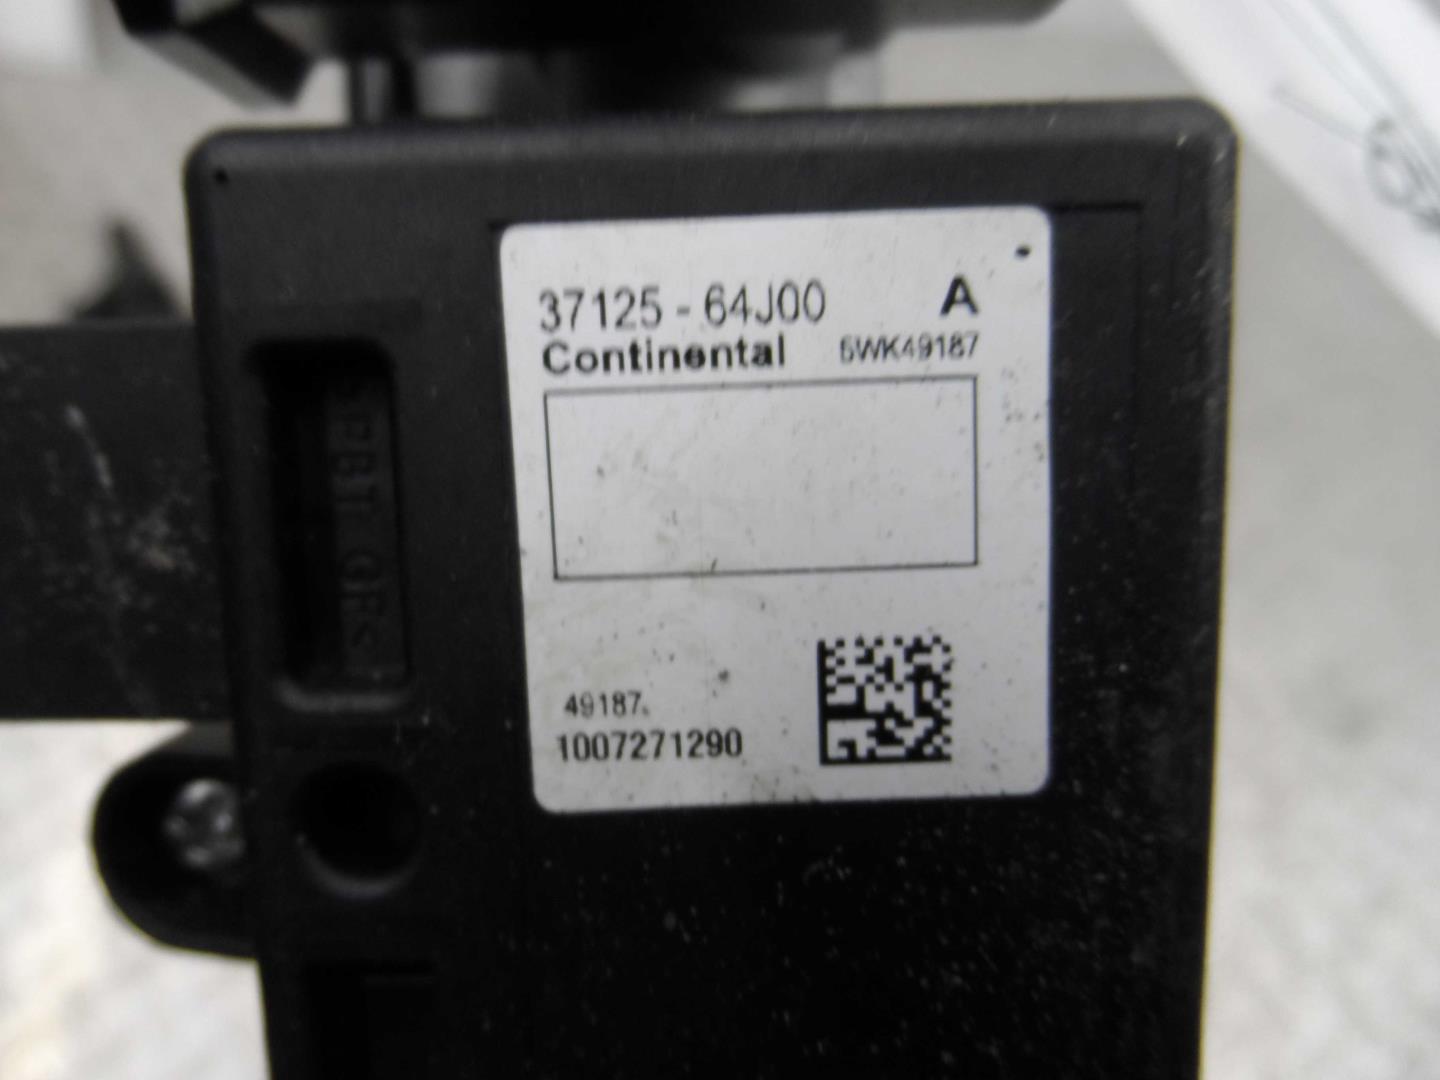 37125 - 64J00 A
Continental 5WK49187
49187.
1007271290